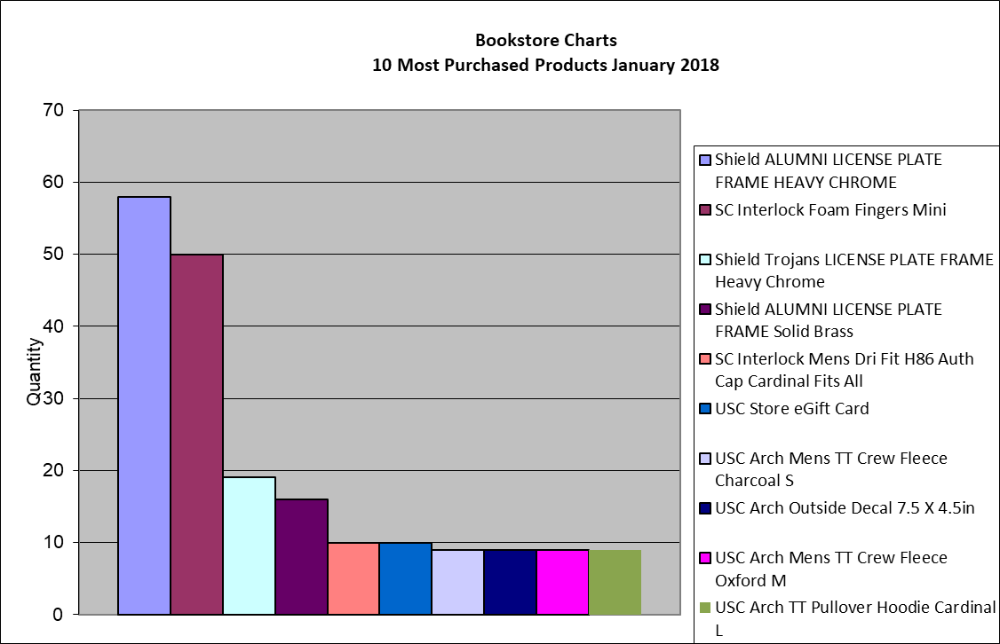 Bookstore Charts
10 Most Purchased Products January 2018
70
60
50
40
30
20
10
0
Quantity
Shield ALUMNI LICENSE PLATE
FRAME HEAVY CHROME
SC Interlock Foam Fingers Mini
Shield Trojans LICENSE PLATE FRAME
Heavy Chrome
Shield ALUMNI LICENSE PLATE
FRAME Solid Brass
SC Interlock Mens Dri Fit H86 Auth
Cap Cardinal Fits All
USC Store eGift Card
USC Arch Mens TT Crew Fleece
Charcoal S
USC Arch Outside Decal 7.5 X 4.5in
USC Arch Mens TT Crew Fleece
Oxford M
USC Arch TT Pullover Hoodie Cardinal
L